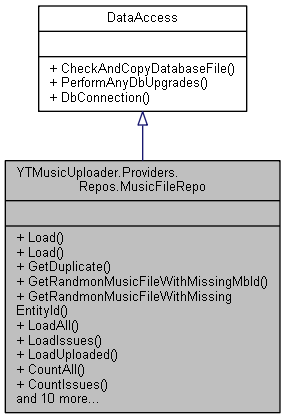 DataAccess
+ CheckAndCopyDatabaseFile()
+ PerformAnyDbUpgrades()
+ DbConnection()
YTMusicUploader.Providers.
Repos.MusicFileRepo
+ Load()
+ Load()
+ GetDuplicate()
+ GetRandmonMusicFileWithMissingMbId()
+ GetRandmonMusicFileWithMissing
EntityId()
+ LoadAll()
+ LoadIssues()
+ LoadUploaded()
+ CountAll()
+ CountIssues()
and 10 more...